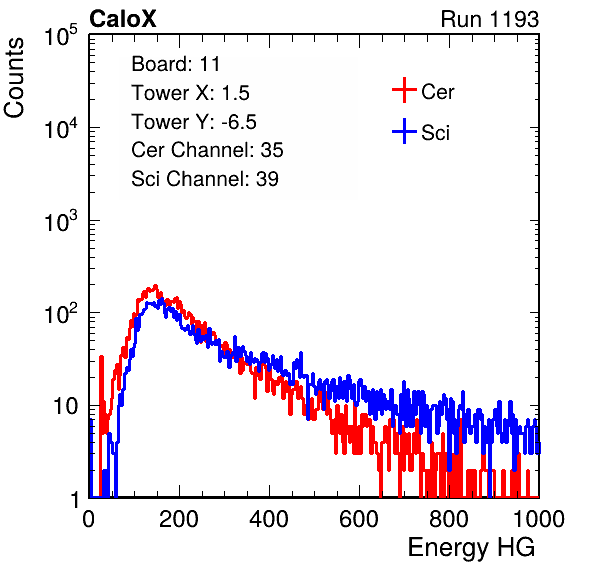 CaloX Run 1193
Counts
10^5
10^4
10^3
10^2
10
1
Board: 11
Tower X: 1.5
Tower Y: -6.5
Cer Channel: 35
Sci Channel: 39
Cer
Sci
0 200 400 600 800 1000
Energy HG